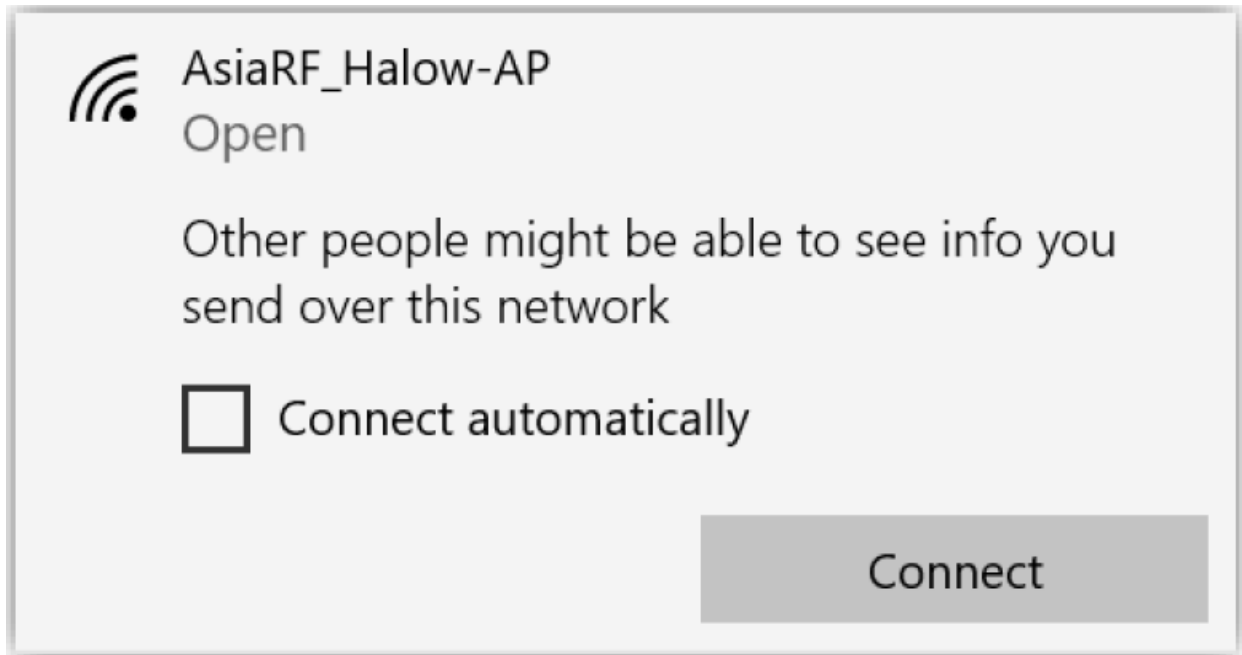 AsiaRF_Halow-AP
Open
Other people might be able to see info you
send over this network
Connect automatically
Connect